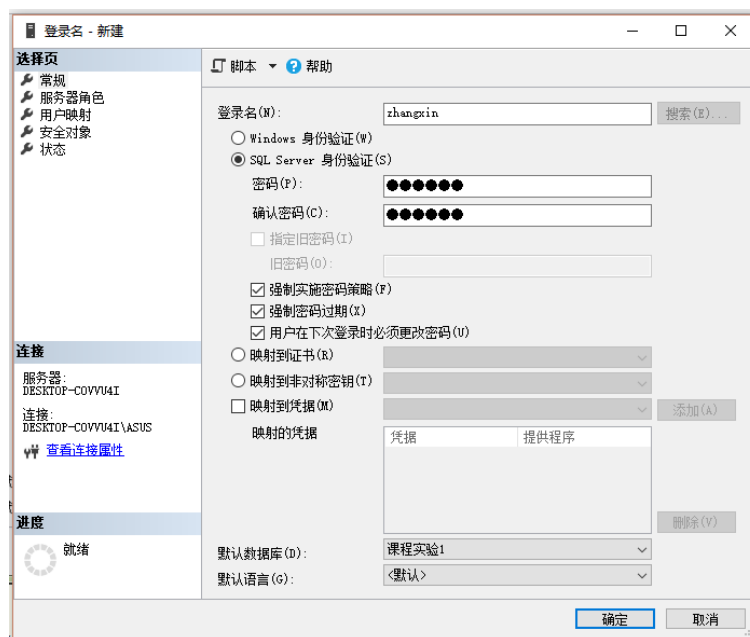 登录名 - 新建
选择页
常规
服务器角色
用户映射
安全对象
状态
脚本 帮助
登录名(N): zhangxin 搜索(E)...
Windows 身份验证(W)
SQL Server 身份验证(S)
密码(P): ●●●●●●
确认密码(C): ●●●●●●
指定旧密码(I)
旧密码(O):
强制实施密码策略(F)
强制密码过期(X)
用户在下次登录时必须更改密码(U)
映射到证书(R)
映射到非对称密钥(T)
映射到凭据(M) 添加(A)
映射的凭据 凭据 提供程序
删除(V)
默认数据库(D): 课程实验1
默认语言(G): <默认>
连接
服务器:
DESKTOP-COVVU4I
连接:
DESKTOP-COVVU4I\ASUS
查看连接属性
进度
就绪
确定 取消